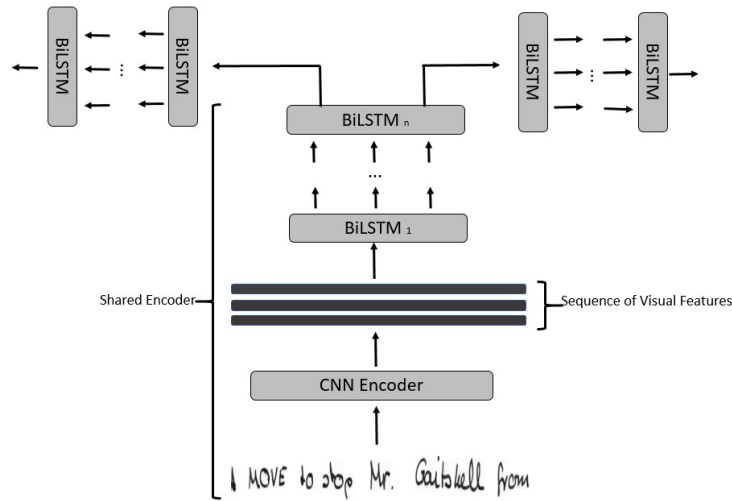 BiLSTM
...
BiLSTM
BiLSTM
...
BiLSTM
BiLSTM n
...
BiLSTM 1
Shared Encoder
Sequence of Visual Features
CNN Encoder
MOVE to stop Mr. Gaitskell from